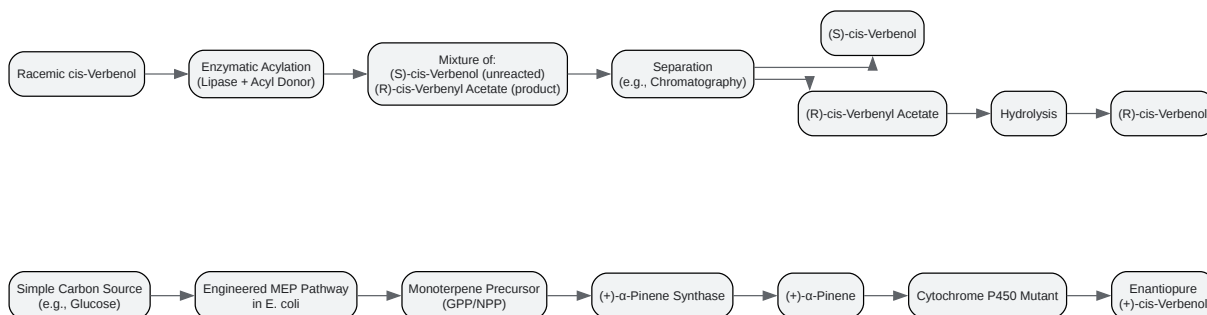 Racemic cis-Verbenol
Enzymatic Acylation
(Lipase + Acyl Donor)
Mixture of:
(S)-cis-Verbenol (unreacted)
(R)-cis-Verbenyl Acetate (product)
Separation
(e.g., Chromatography)
(S)-cis-Verbenol
(R)-cis-Verbenyl Acetate
Hydrolysis
(R)-cis-Verbenol
Simple Carbon Source
(e.g., Glucose)
Engineered MEP Pathway
in E. coli
Monoterpene Precursor
(GPP/NPP)
(+)-α-Pinene Synthase
(+)-α-Pinene
Cytochrome P450 Mutant
Enantiopure
(+)-cis-Verbenol